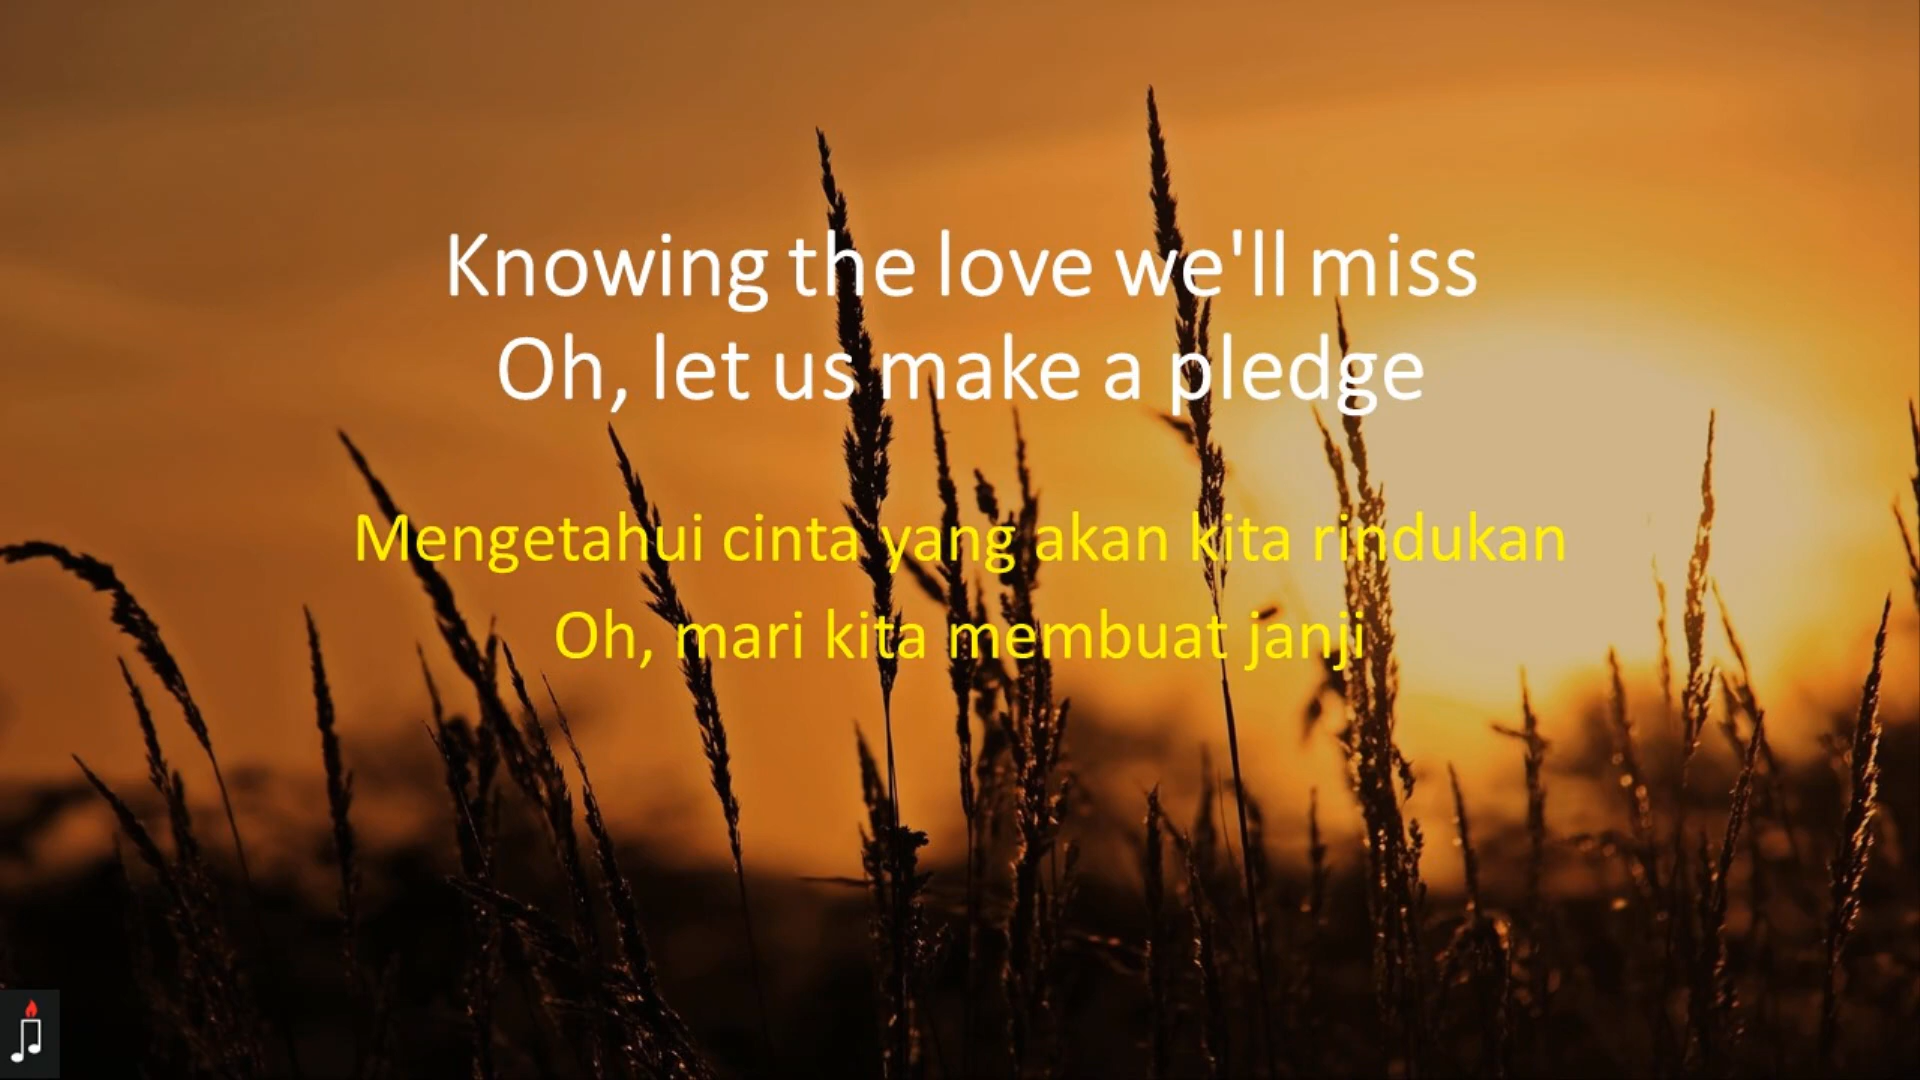 Knowing the love we'll miss
Oh, let us make a pledge
Mengetahui cinta yang akan kita rindukan
Oh, mari kita membuat janji